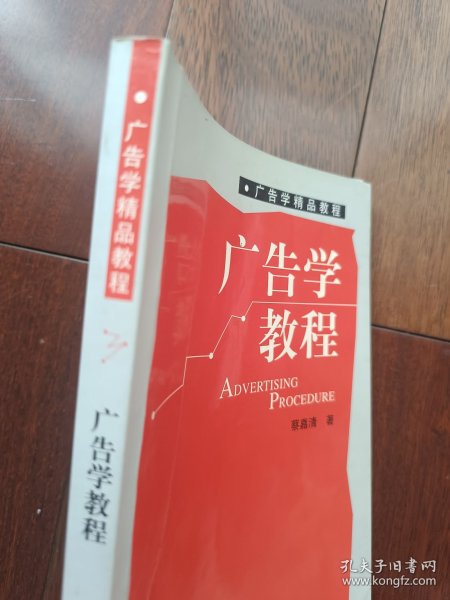 • 广告学精品教程
广告学教程
• 广告学精品教程
广告学
教程
ADVERTISING
PROCEDURE
蔡嘉清 著
孔夫子旧书网
www.kongfz.com